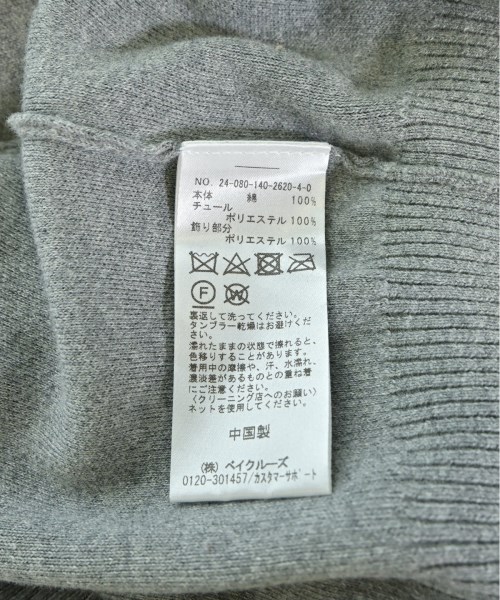 NO. 24-080-140-2620-4-0
本体 綿 100%
チュール
ポリエステル 100%
飾り部分
ポリエステル 100%
F W
裏返して洗ってください。
タンブラー乾燥はお避けくだ
さい。
濡れたままの状態で擦れると、
色移りすることがあります。
着用中の摩擦や、汗、水濡れ、
濃淡差があるものとの重ね着
にご注意ください。
〈クリーニング店へのお願い〉
ネットを使用してください。
中国製
(株) ベイクルーズ
0120-301457/カスタマーサポート